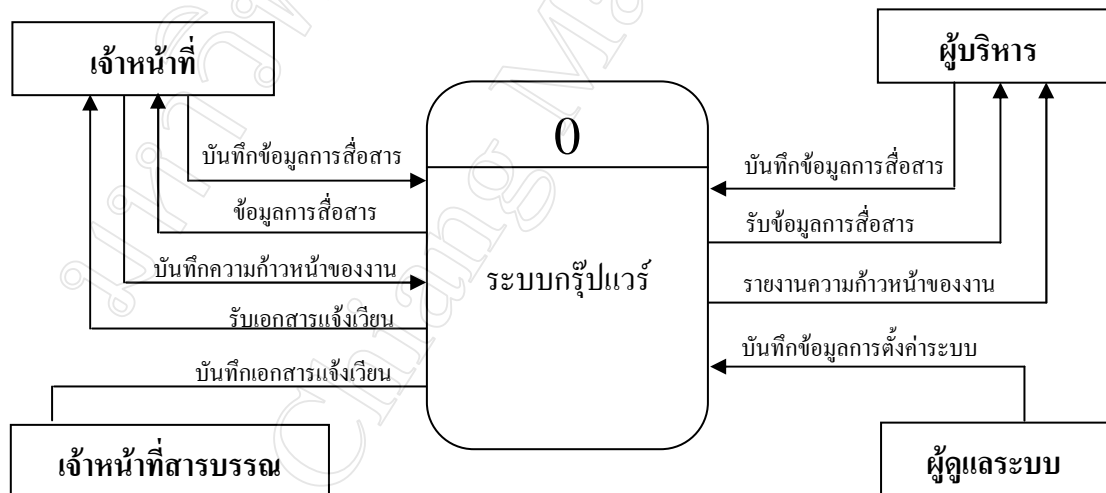 เจ้าหน้าที่
ผู้บริหาร
0
บันทึกข้อมูลการสื่อสาร
บันทึกข้อมูลการสื่อสาร
ข้อมูลการสื่อสาร
รับข้อมูลการสื่อสาร
บันทึกความก้าวหน้าของงาน
ระบบกรุ๊ปแวร์
รายงานความก้าวหน้าของงาน
รับเอกสารแจ้งเวียน
บันทึกข้อมูลการตั้งค่าระบบ
บันทึกเอกสารแจ้งเวียน
เจ้าหน้าที่สารบรรณ
ผู้ดูแลระบบ
Chiang Ma